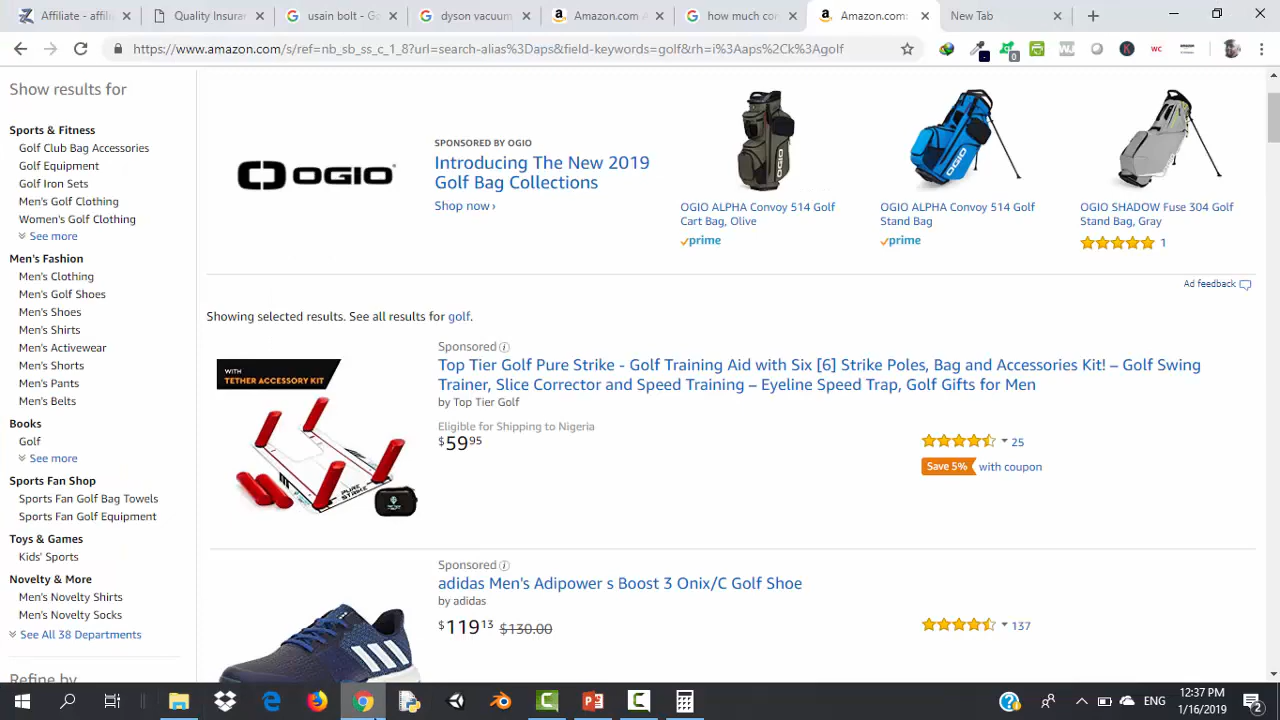 Affiliate - affili
Quality Insuran
usain bolt - Go
dyson vacuum
Amazon.com A
how much con
Amazon.com:
New Tab
https://www.amazon.com/s/ref=nb_sb_ss_c_1_8?url=search-alias%3Daps&field-keywords=golf&rh=i%3Aaps%2Ck%3Agolf
Show results for
Sports & Fitness
Golf Club Bag Accessories
Golf Equipment
Golf Iron Sets
Men's Golf Clothing
Women's Golf Clothing
See more
Men's Fashion
Men's Clothing
Men's Golf Shoes
Men's Shoes
Men's Shirts
Men's Activewear
Men's Shorts
Men's Pants
Men's Belts
Books
Golf
See more
Sports Fan Shop
Sports Fan Golf Bag Towels
Sports Fan Golf Equipment
Toys & Games
Kids' Sports
Novelty & More
Men's Novelty Shirts
Men's Novelty Socks
See All 38 Departments
Refine by
OGIO
SPONSORED BY OGIO
Introducing The New 2019
Golf Bag Collections
Shop now ›
OGIO ALPHA Convoy 514 Golf
Cart Bag, Olive
prime
OGIO ALPHA Convoy 514 Golf
Stand Bag
prime
OGIO SHADOW Fuse 304 Golf
Stand Bag, Gray
1
Ad feedback
Showing selected results. See all results for golf.
WITH
TETHER ACCESSORY KIT
PURE STRIKE
Sponsored
Top Tier Golf Pure Strike - Golf Training Aid with Six [6] Strike Poles, Bag and Accessories Kit! – Golf Swing
Trainer, Slice Corrector and Speed Training – Eyeline Speed Trap, Golf Gifts for Men
by Top Tier Golf
Eligible for Shipping to Nigeria
$59 95
25
Save 5% with coupon
Sponsored
adidas Men's Adipower s Boost 3 Onix/C Golf Shoe
by adidas
$119 13 $130.00
137
ENG
12:37 PM
1/16/2019
2